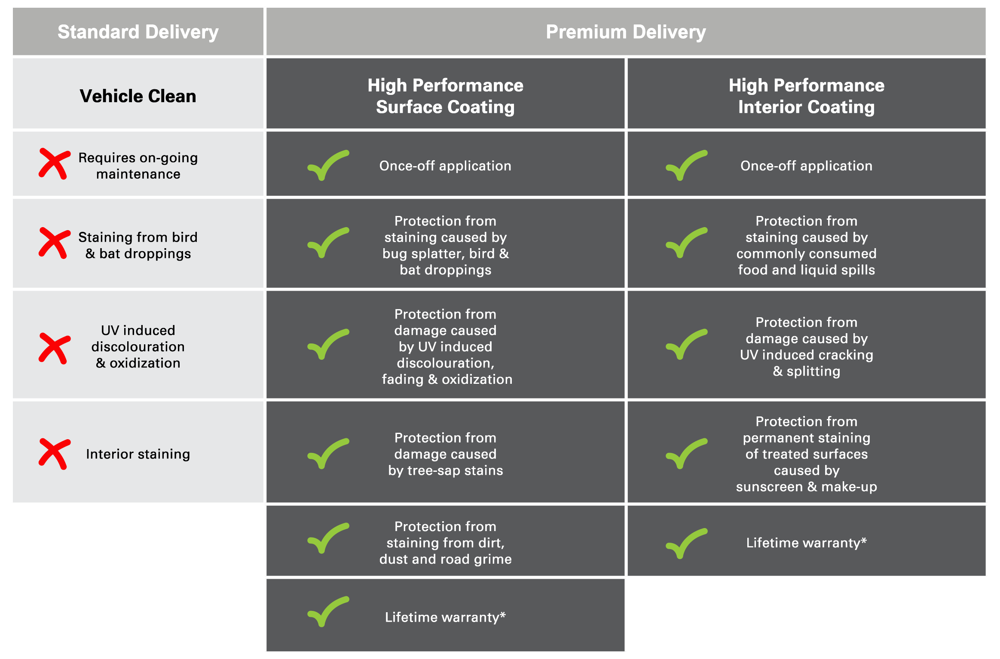 Standard Delivery
Premium Delivery
Vehicle Clean
High Performance
Surface Coating
High Performance
Interior Coating
Requires on-going
maintenance
Once-off application
Once-off application
Staining from bird
& bat droppings
Protection from
staining caused by
bug splatter, bird &
bat droppings
Protection from
staining caused by
commonly consumed
food and liquid spills
UV induced
discolouration
& oxidization
Protection from
damage caused
by UV induced
discolouration,
fading & oxidization
Protection from
damage caused by
UV induced cracking
& splitting
Interior staining
Protection from
damage caused
by tree-sap stains
Protection from
permanent staining
of treated surfaces
caused by
sunscreen & make-up
Protection from
staining from dirt,
dust and road grime
Lifetime warranty*
Lifetime warranty*